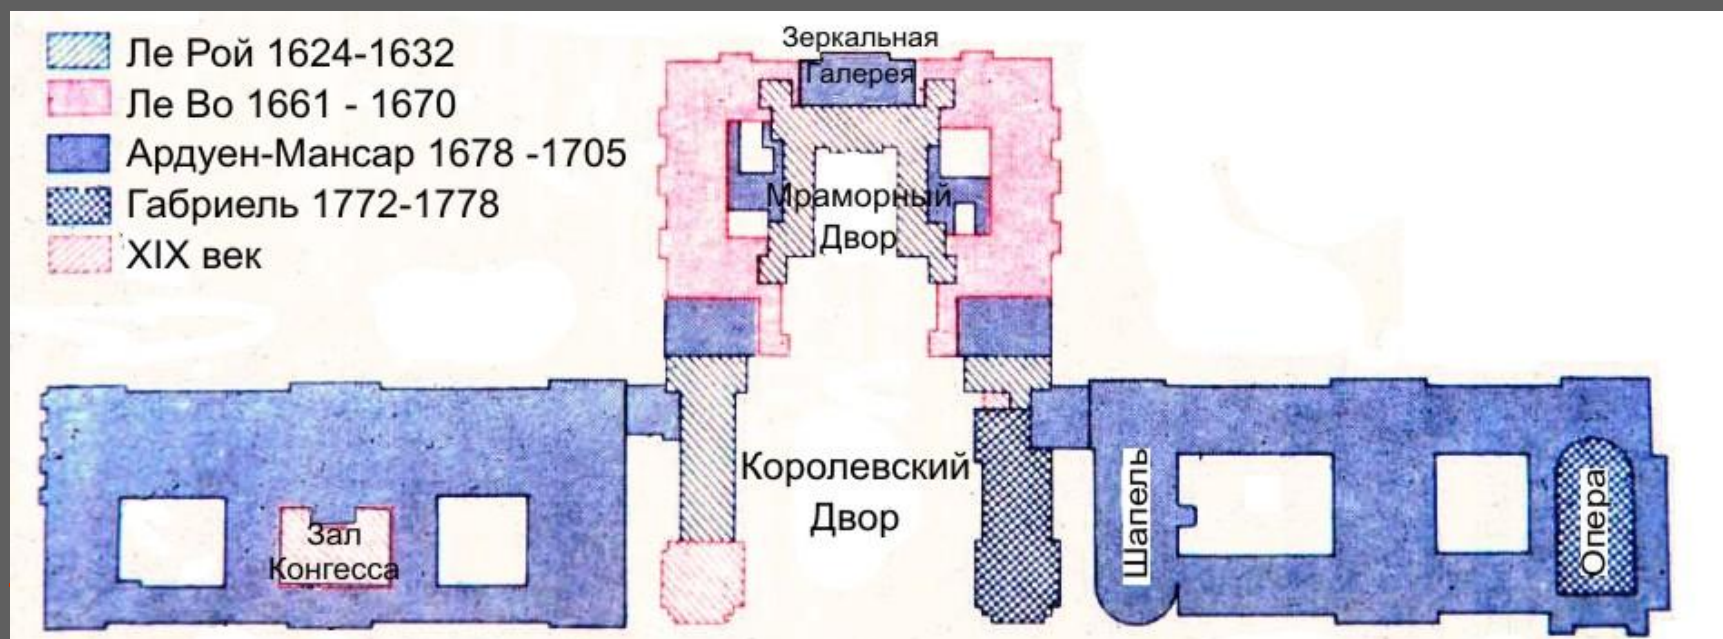 Ле Рой 1624-1632
Ле Во 1661 - 1670
Ардуен-Мансар 1678 -1705
Габриель 1772-1778
XIX век
Зеркальная
Галерея
Мраморный
Двор
Королевский
Двор
Зал
Конгесса
Шапель
Опера